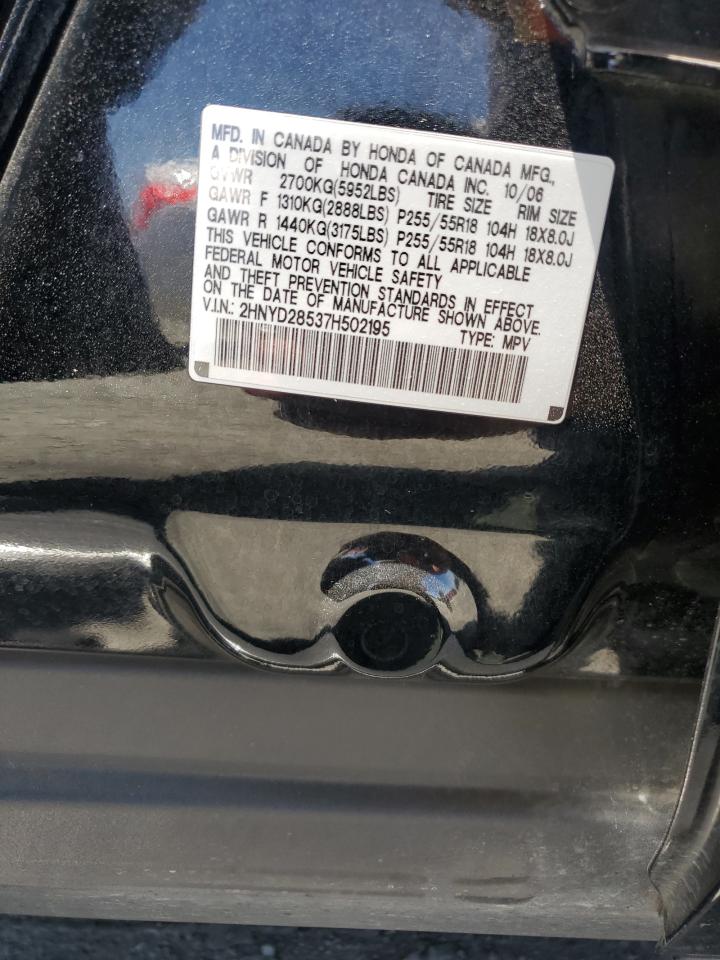 MFD. IN CANADA BY HONDA OF CANADA MFG.,
A DIVISION OF HONDA CANADA INC. 10/06
GVWR 2700KG(5952LBS) TIRE SIZE RIM SIZE
GAWR F 1310KG(2888LBS) P255/55R18 104H 18X8.0J
GAWR R 1440KG(3175LBS) P255/55R18 104H 18X8.0J
THIS VEHICLE CONFORMS TO ALL APPLICABLE
FEDERAL MOTOR VEHICLE SAFETY
AND THEFT PREVENTION STANDARDS IN EFFECT
ON THE DATE OF MANUFACTURE SHOWN ABOVE.
V.I.N.: 2HNYD28537H502195 TYPE: MPV